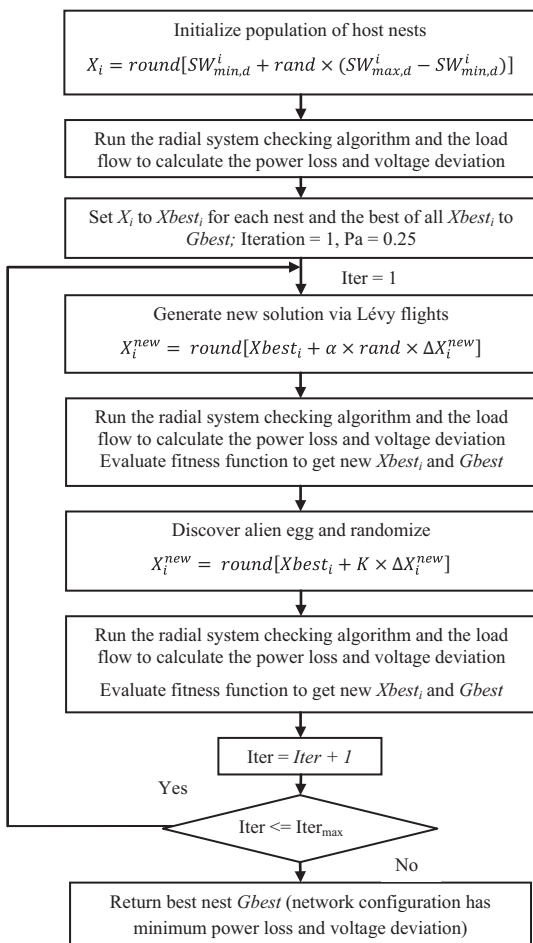 Initialize population of host nests
X_i = round[SW^i_{min,d} + rand × (SW^i_{max,d} − SW^i_{min,d})]
Run the radial system checking algorithm and the load
flow to calculate the power loss and voltage deviation
Set X_i to Xbest_i for each nest and the best of all Xbest_i to
Gbest; Iteration = 1, Pa = 0.25
Iter = 1
Generate new solution via Lévy flights
X_i^{new} = round[Xbest_i + α × rand × ΔX_i^{new}]
Run the radial system checking algorithm and the load
flow to calculate the power loss and voltage deviation
Evaluate fitness function to get new Xbest_i and Gbest
Discover alien egg and randomize
X_i^{new} = round[Xbest_i + K × ΔX_i^{new}]
Run the radial system checking algorithm and the load
flow to calculate the power loss and voltage deviation
Evaluate fitness function to get new Xbest_i and Gbest
Iter = Iter + 1
Yes
Iter <= Iter_{max}
No
Return best nest Gbest (network configuration has
minimum power loss and voltage deviation)